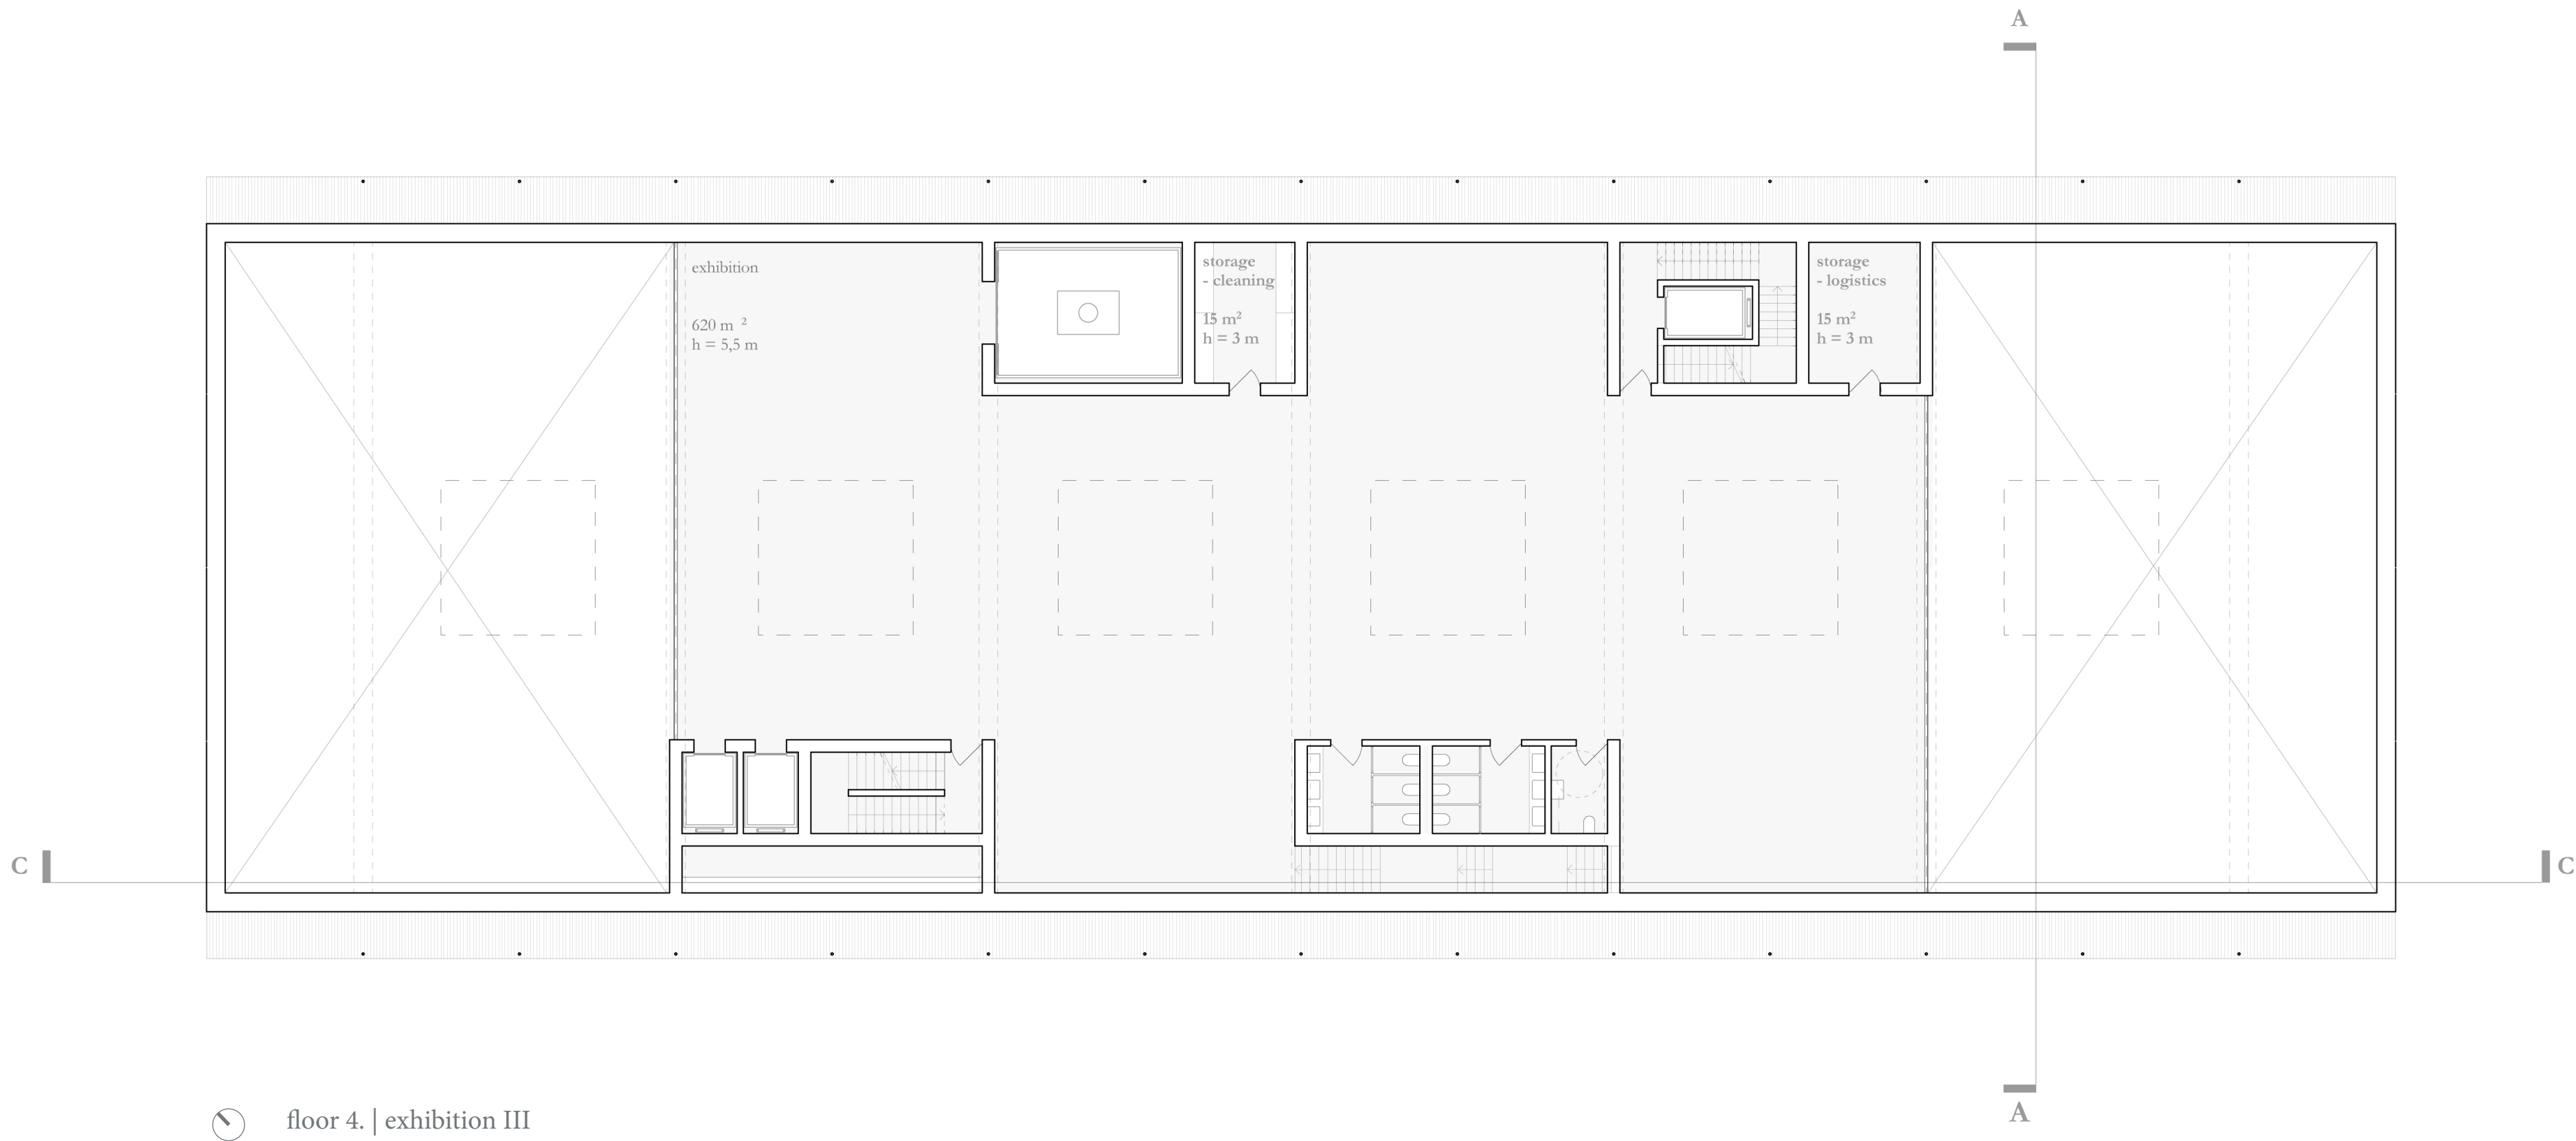 A
exhibition
620 m ²
h = 5,5 m
storage
- cleaning
15 m²
h = 3 m
storage
- logistics
15 m²
h = 3 m
C
C
A
floor 4. | exhibition III